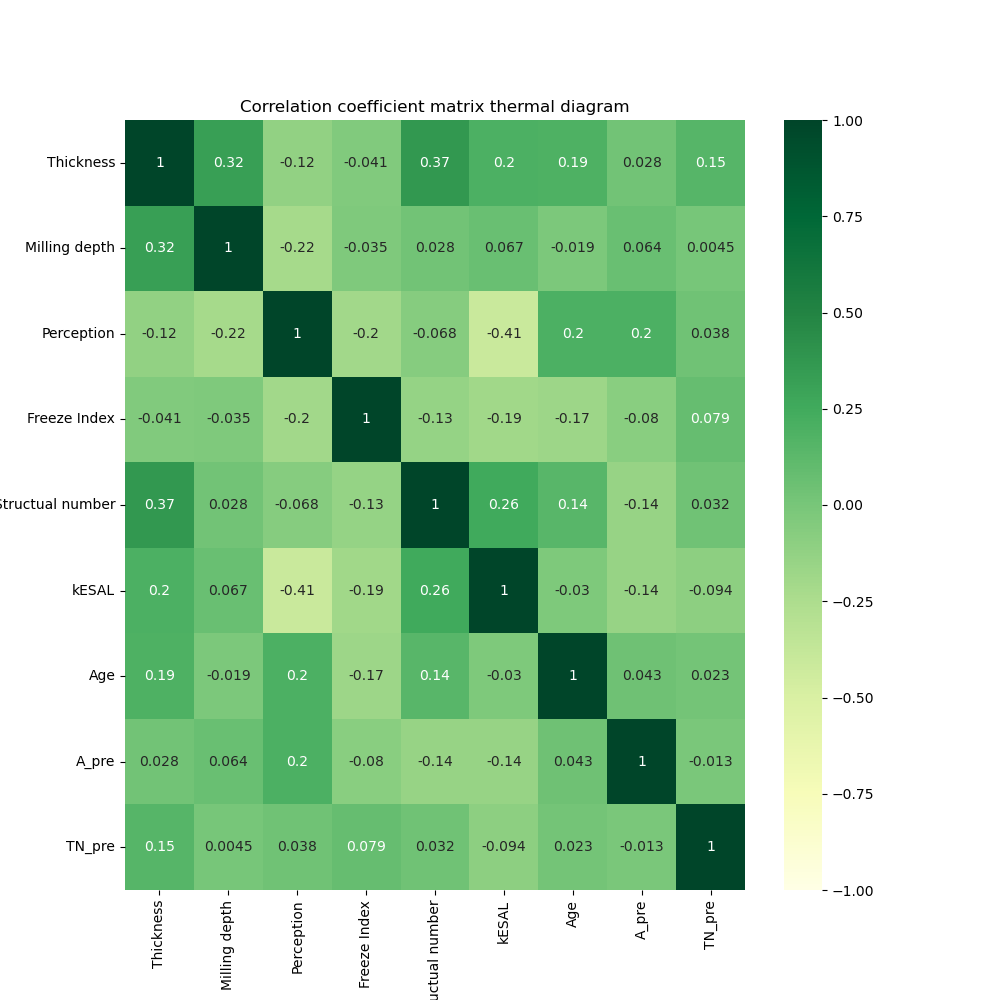 Correlation coefficient matrix thermal diagram
Thickness 1 0.32 -0.12 -0.041 0.37 0.2 0.19 0.028 0.15
Milling depth 0.32 1 -0.22 -0.035 0.028 0.067 -0.019 0.064 0.0045
Perception -0.12 -0.22 1 -0.2 -0.068 -0.41 0.2 0.2 0.038
Freeze Index -0.041 -0.035 -0.2 1 -0.13 -0.19 -0.17 -0.08 0.079
Structual number 0.37 0.028 -0.068 -0.13 1 0.26 0.14 -0.14 0.032
kESAL 0.2 0.067 -0.41 -0.19 0.26 1 -0.03 -0.14 -0.094
Age 0.19 -0.019 0.2 -0.17 0.14 -0.03 1 0.043 0.023
A_pre 0.028 0.064 0.2 -0.08 -0.14 -0.14 0.043 1 -0.013
TN_pre 0.15 0.0045 0.038 0.079 0.032 -0.094 0.023 -0.013 1
Thickness
Milling depth
Perception
Freeze Index
uctual number
kESAL
Age
A_pre
TN_pre
1.00
0.75
0.50
0.25
0.00
−0.25
−0.50
−0.75
−1.00